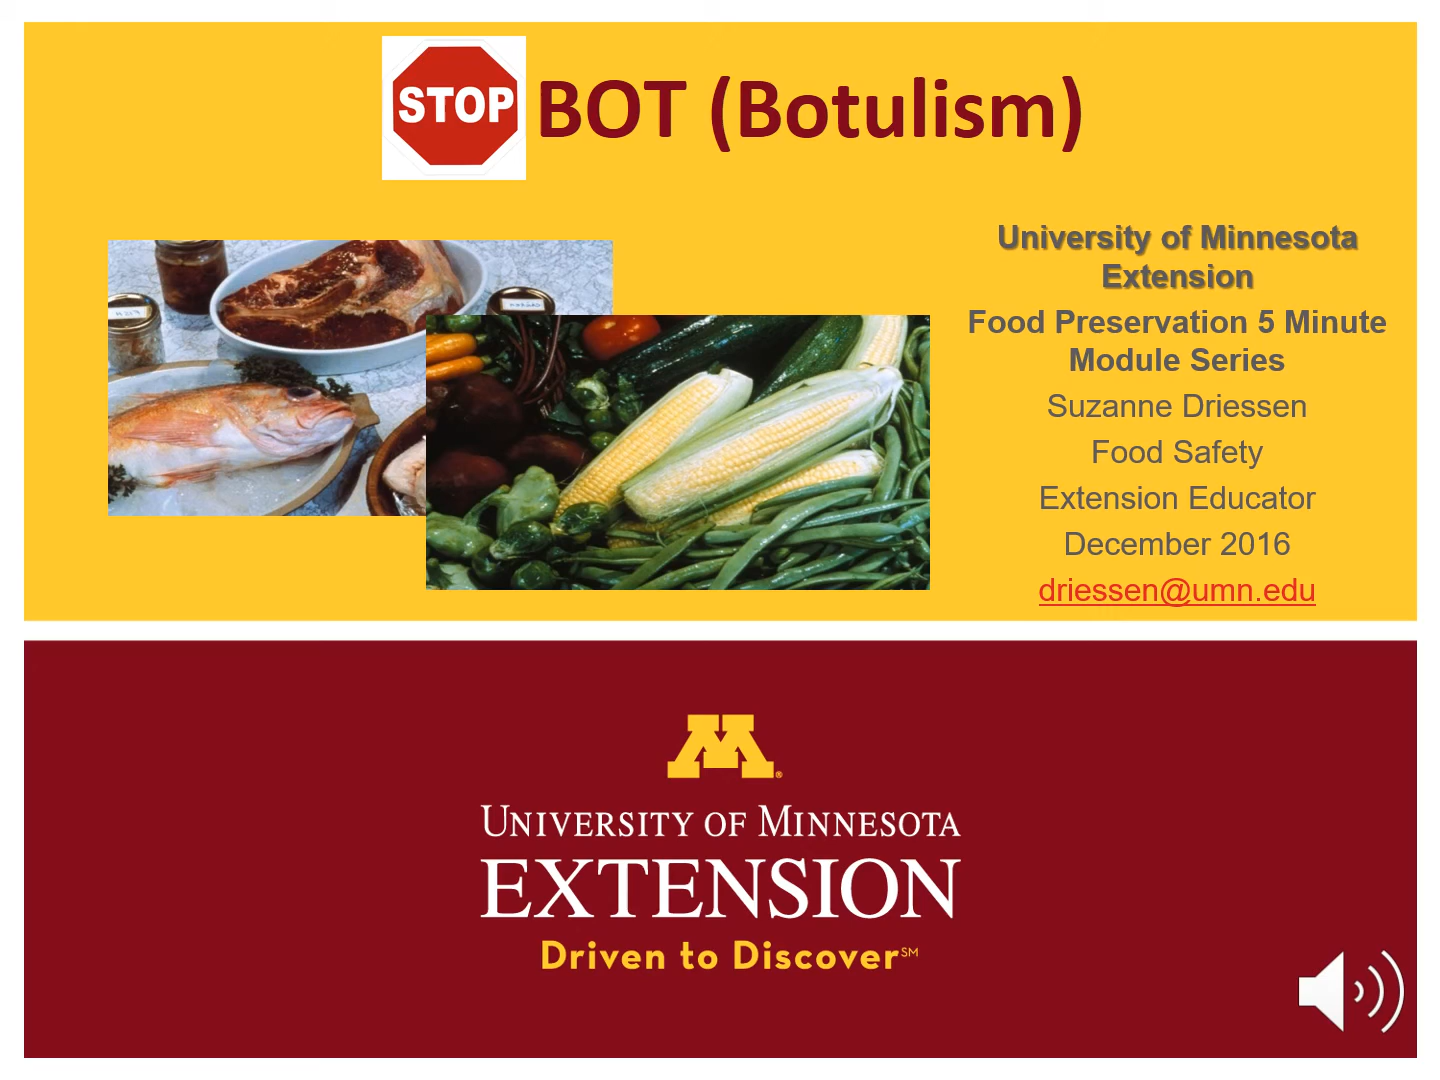 STOP BOT (Botulism)
University of Minnesota
Extension
Food Preservation 5 Minute
Module Series
Suzanne Driessen
Food Safety
Extension Educator
December 2016
driessen@umn.edu
FISH
M®
UNIVERSITY OF MINNESOTA
EXTENSION
Driven to Discover℠